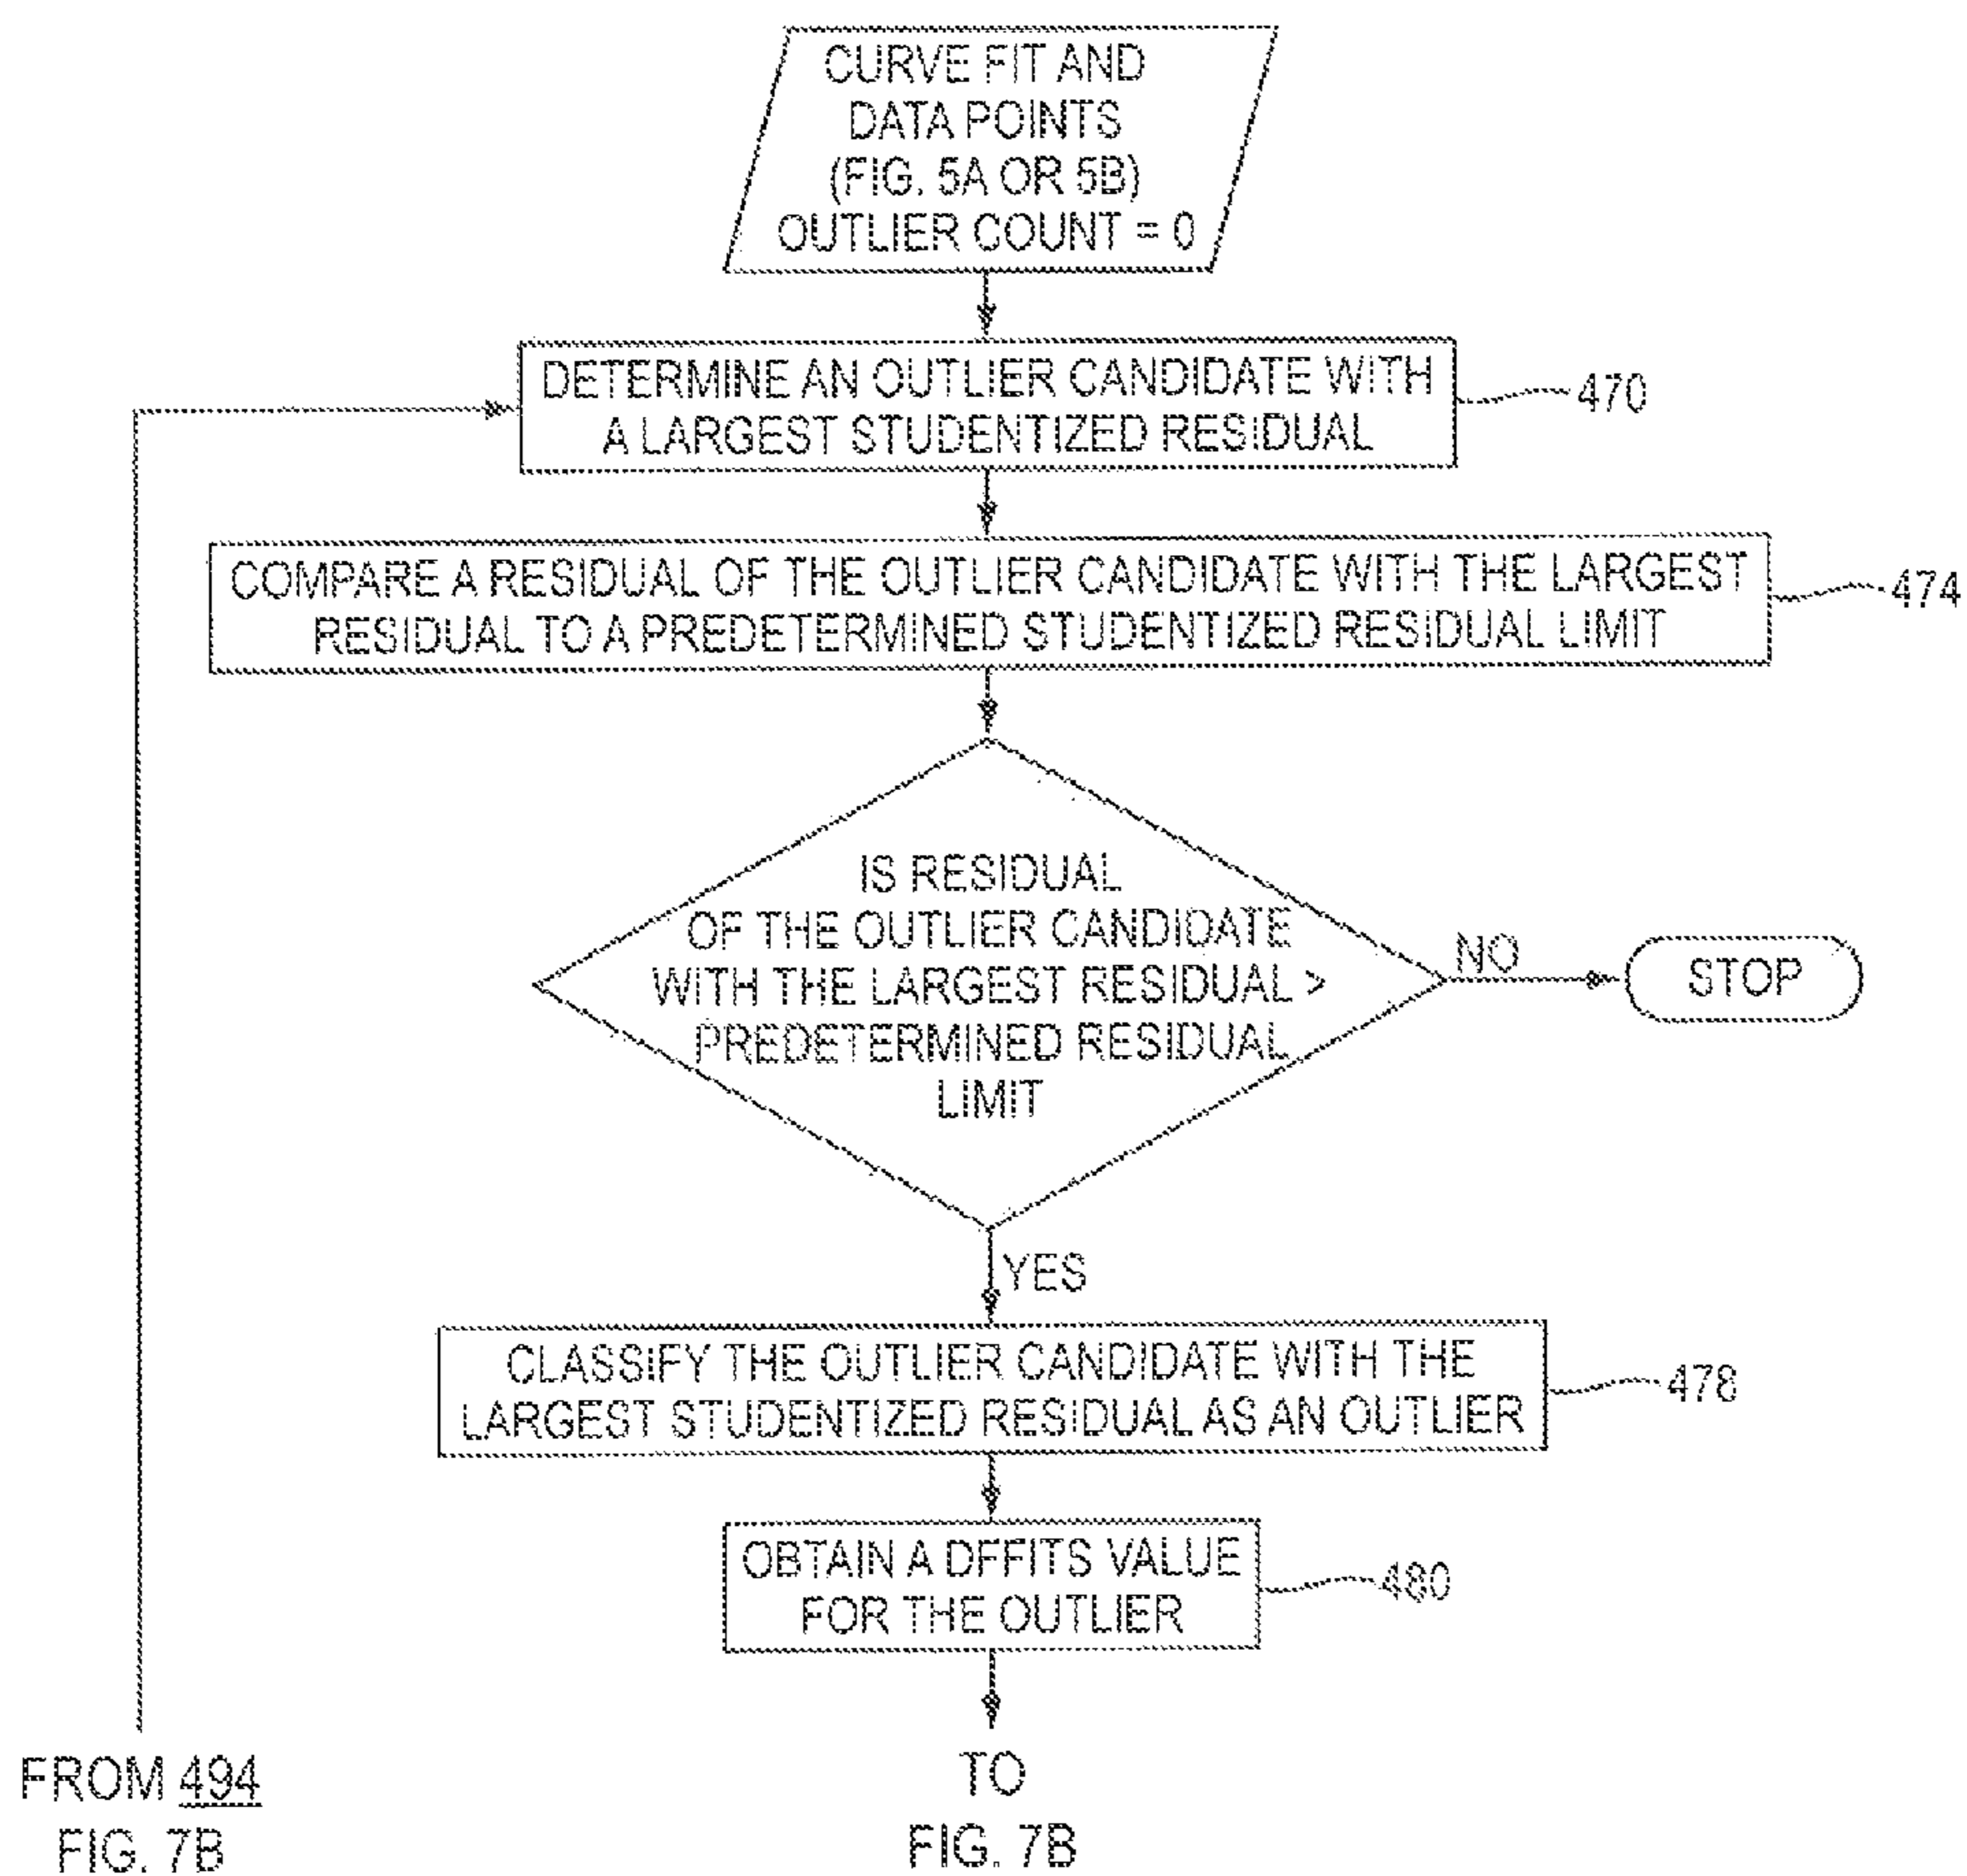 CURVE FIT AND
DATA POINTS
(FIG. 5A OR 5B)
OUTLIER COUNT = 0
DETERMINE AN OUTLIER CANDIDATE WITH
A LARGEST STUDENTIZED RESIDUAL
470
COMPARE A RESIDUAL OF THE OUTLIER CANDIDATE WITH THE LARGEST
RESIDUAL TO A PREDETERMINED STUDENTIZED RESIDUAL LIMIT
474
IS RESIDUAL
OF THE OUTLIER CANDIDATE
WITH THE LARGEST RESIDUAL >
PREDETERMINED RESIDUAL
LIMIT
NO
STOP
YES
CLASSIFY THE OUTLIER CANDIDATE WITH THE
LARGEST STUDENTIZED RESIDUAL AS AN OUTLIER
478
OBTAIN A DFFITS VALUE
FOR THE OUTLIER
480
FROM 494
FIG. 7B
TO
FIG. 7B